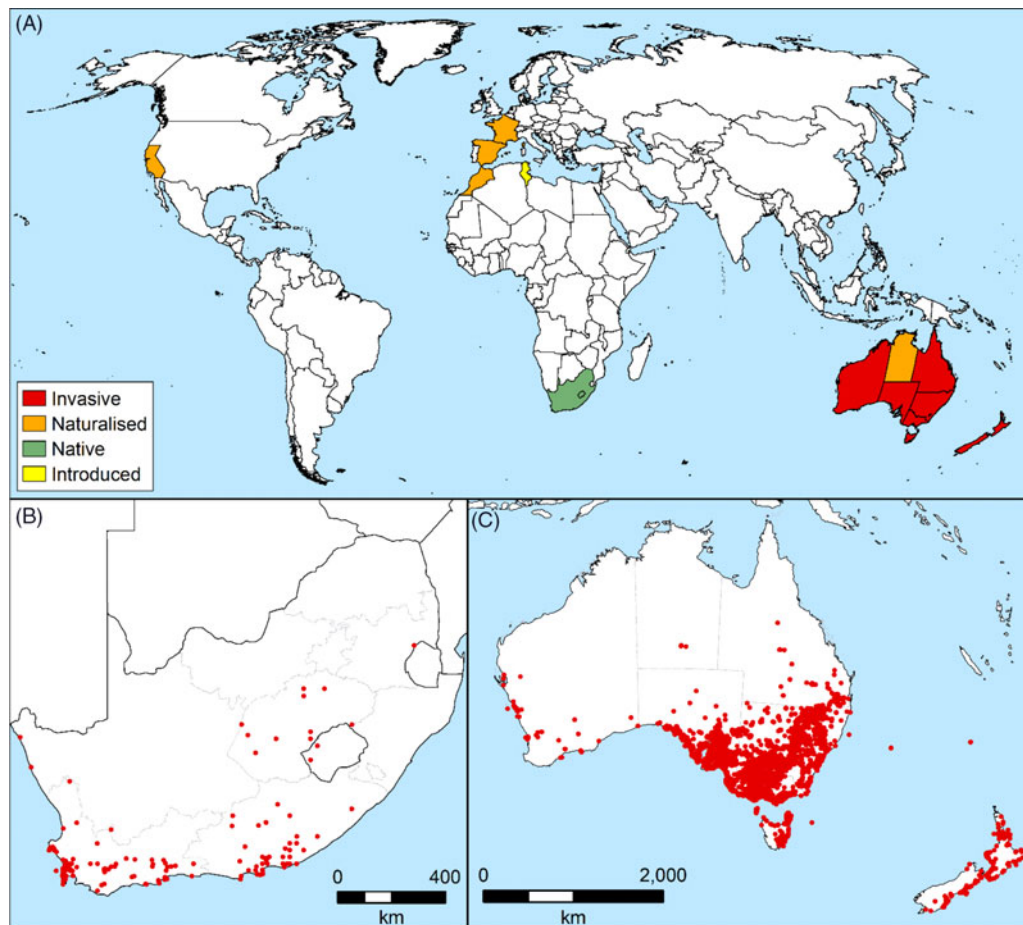 (A)
Invasive
Naturalised
Native
Introduced
(B)
0 400
km
(C)
0 2,000
km